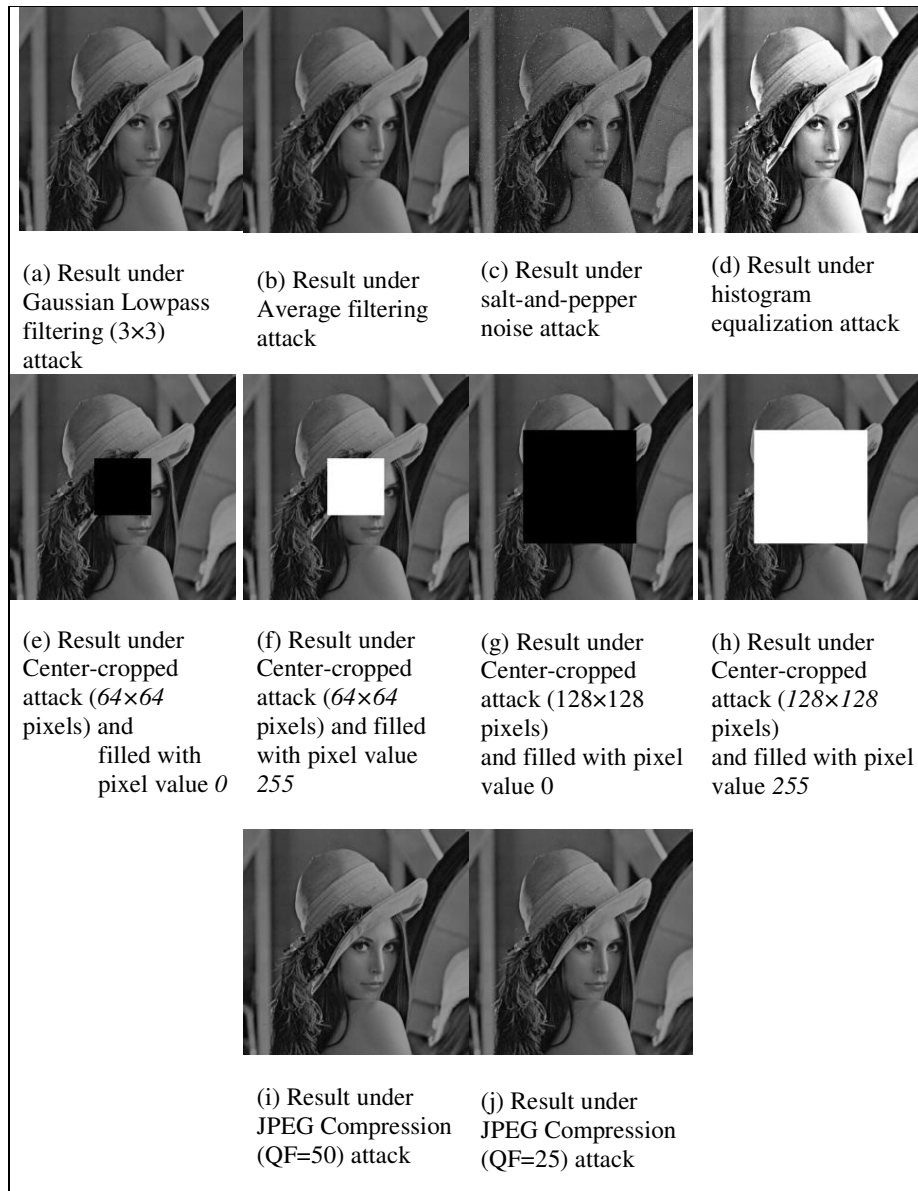 (a) Result under
Gaussian Lowpass
filtering (3×3)
attack
(b) Result under
Average filtering
attack
(c) Result under
salt-and-pepper
noise attack
(d) Result under
histogram
equalization attack
(e) Result under
Center-cropped
attack (64×64
pixels) and
filled with
pixel value 0
(f) Result under
Center-cropped
attack (64×64
pixels) and filled
with pixel value
255
(g) Result under
Center-cropped
attack (128×128
pixels)
and filled with pixel
value 0
(h) Result under
Center-cropped
attack (128×128
pixels)
and filled with pixel
value 255
(i) Result under
JPEG Compression
(QF=50) attack
(j) Result under
JPEG Compression
(QF=25) attack